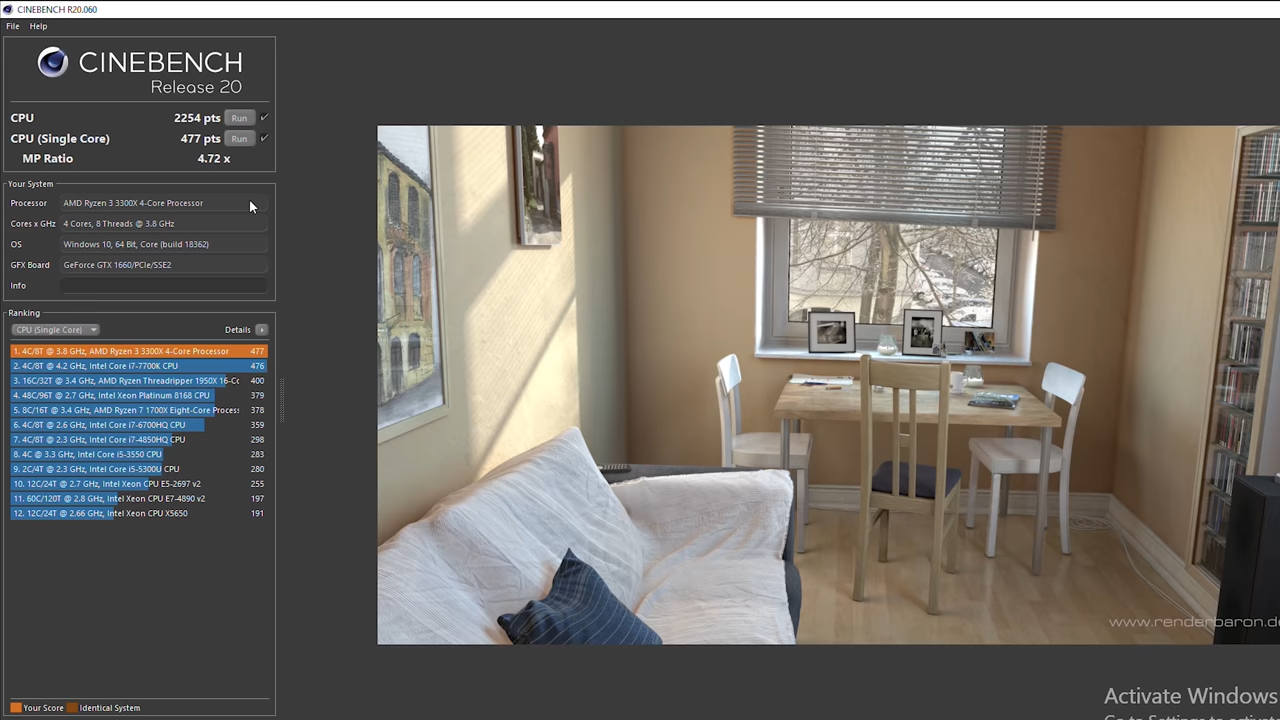 CINEBENCH R20.060
File Help
CINEBENCH
Release 20
CPU 2254 pts Run
CPU (Single Core) 477 pts Run
MP Ratio 4.72 x
Your System
Processor AMD Ryzen 3 3300X 4-Core Processor
Cores x GHz 4 Cores, 8 Threads @ 3.8 GHz
OS Windows 10, 64 Bit, Core (build 18362)
GFX Board GeForce GTX 1660/PCIe/SSE2
Info
Ranking
CPU (Single Core) Details
1. 4C/8T @ 3.8 GHz, AMD Ryzen 3 3300X 4-Core Processor 477
2. 4C/8T @ 4.2 GHz, Intel Core i7-7700K CPU 476
3. 16C/32T @ 3.4 GHz, AMD Ryzen Threadripper 1950X 16-Cc 400
4. 48C/96T @ 2.7 GHz, Intel Xeon Platinum 8168 CPU 379
5. 8C/16T @ 3.4 GHz, AMD Ryzen 7 1700X Eight-Core Process 378
6. 4C/8T @ 2.6 GHz, Intel Core i7-6700HQ CPU 359
7. 4C/8T @ 2.3 GHz, Intel Core i7-4850HQ CPU 298
8. 4C @ 3.3 GHz, Intel Core i5-3550 CPU 283
9. 2C/4T @ 2.3 GHz, Intel Core i5-5300U CPU 280
10. 12C/24T @ 2.7 GHz, Intel Xeon CPU E5-2697 v2 255
11. 60C/120T @ 2.8 GHz, Intel Xeon CPU E7-4890 v2 197
12. 12C/24T @ 2.66 GHz, Intel Xeon CPU X5650 191
www.renderbaron.de
Activate Windows
Your Score Identical System